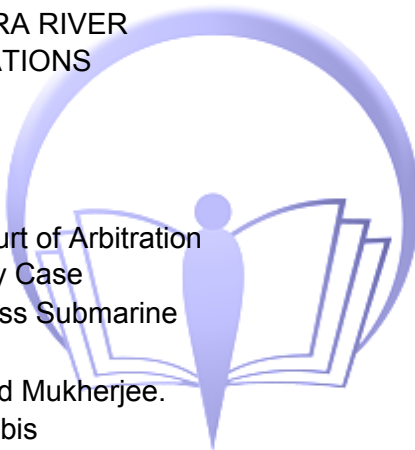 RA RIVER
ATIONS
urt of Arbitration
y Case
ss Submarine
d Mukherjee.
bis